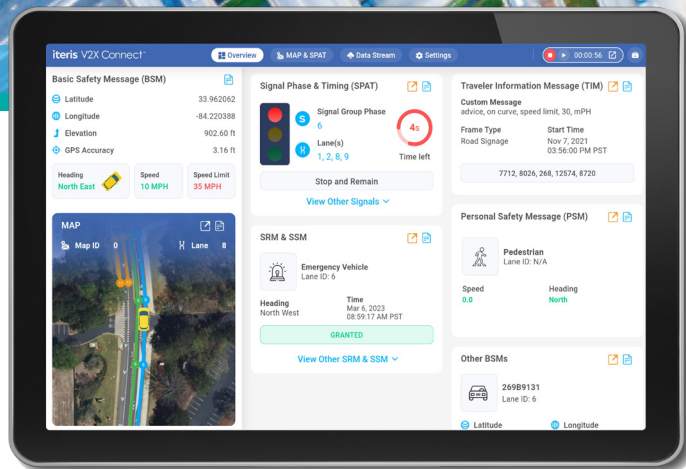 iteris V2X Connect™
Overview
MAP & SPAT
Data Stream
Settings
00:00:56
Basic Safety Message (BSM)
Latitude 33.962062
Longitude -84.220388
Elevation 902.60 ft
GPS Accuracy 3.16 ft
Heading
North East
Speed
10 MPH
Speed Limit
35 MPH
MAP
Map ID 0
Lane 8
Signal Phase & Timing (SPAT)
S
Signal Group Phase
6
Lane(s)
1, 2, 8, 9
4s
Time left
Stop and Remain
View Other Signals
SRM & SSM
Emergency Vehicle
Lane ID: 6
Heading
North West
Time
Mar 6, 2023
08:59:17 AM PST
GRANTED
View Other SRM & SSM
Traveler Information Message (TIM)
Custom Message
advice, on curve, speed limit, 30, mPH
Frame Type
Road Signage
Start Time
Nov 7, 2021
03:56:00 PM PST
7712, 8026, 268, 12574, 8720
Personal Safety Message (PSM)
Pedestrian
Lane ID: N/A
Speed
0.0
Heading
North
Other BSMs
269B9131
Lane ID: 6
Latitude
Longitude